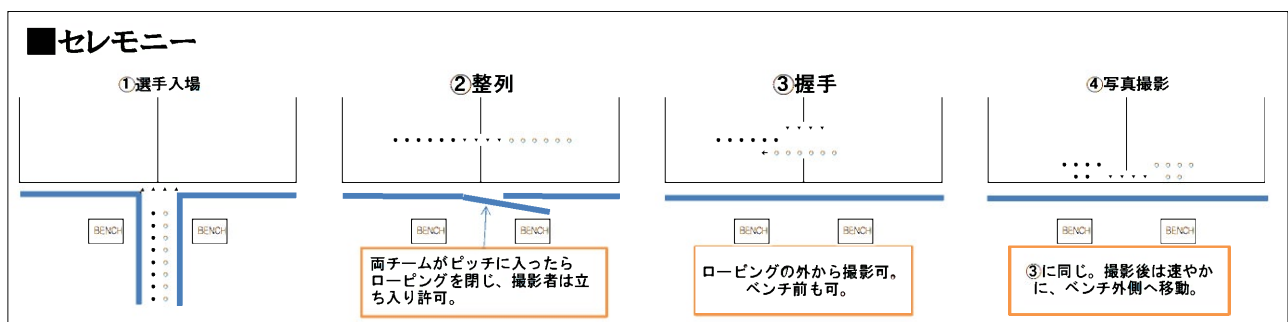 ■セレモニー
①選手入場
②整列
③握手
④写真撮影
BENCH
BENCH
BENCH
BENCH
BENCH
BENCH
BENCH
BENCH
両チームがピッチに入ったら
ローピングを閉じ、撮影者は立
ち入り許可。
ローピングの外から撮影可。
ベンチ前も可。
③に同じ。撮影後は速やか
に、ベンチ外側へ移動。